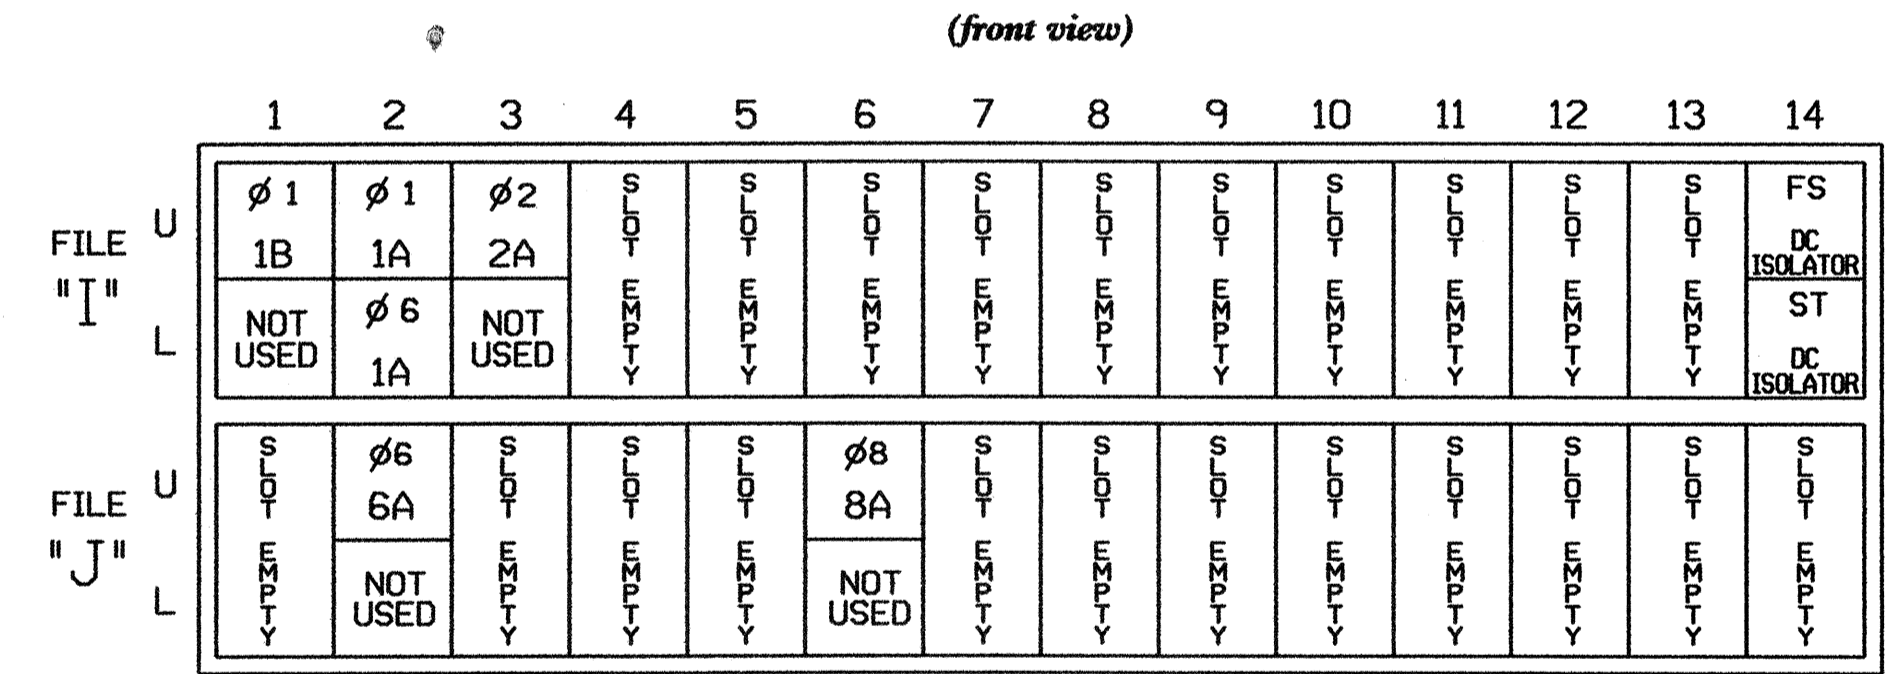 (front view)
1 2 3 4 5 6 7 8 9 10 11 12 13 14
FILE "I"
U
L
Ø 1
1B
NOT
USED
Ø 1
1A
Ø 6
1A
Ø2
2A
NOT
USED
SLOT EMPTY
SLOT EMPTY
SLOT EMPTY
SLOT EMPTY
SLOT EMPTY
SLOT EMPTY
SLOT EMPTY
SLOT EMPTY
SLOT EMPTY
SLOT EMPTY
FS
DC
ISOLATOR
ST
DC
ISOLATOR
FILE "J"
U
L
SLOT EMPTY
Ø6
6A
NOT
USED
SLOT EMPTY
SLOT EMPTY
SLOT EMPTY
Ø8
8A
NOT
USED
SLOT EMPTY
SLOT EMPTY
SLOT EMPTY
SLOT EMPTY
SLOT EMPTY
SLOT EMPTY
SLOT EMPTY
SLOT EMPTY